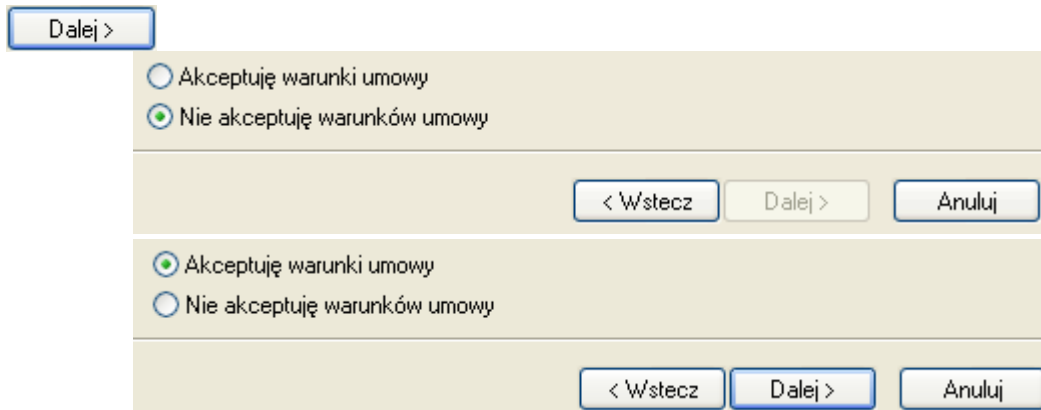 Dalej >
Akceptuję warunki umowy
Nie akceptuję warunków umowy
< Wstecz Dalej > Anuluj
Akceptuję warunki umowy
Nie akceptuję warunków umowy
< Wstecz Dalej > Anuluj